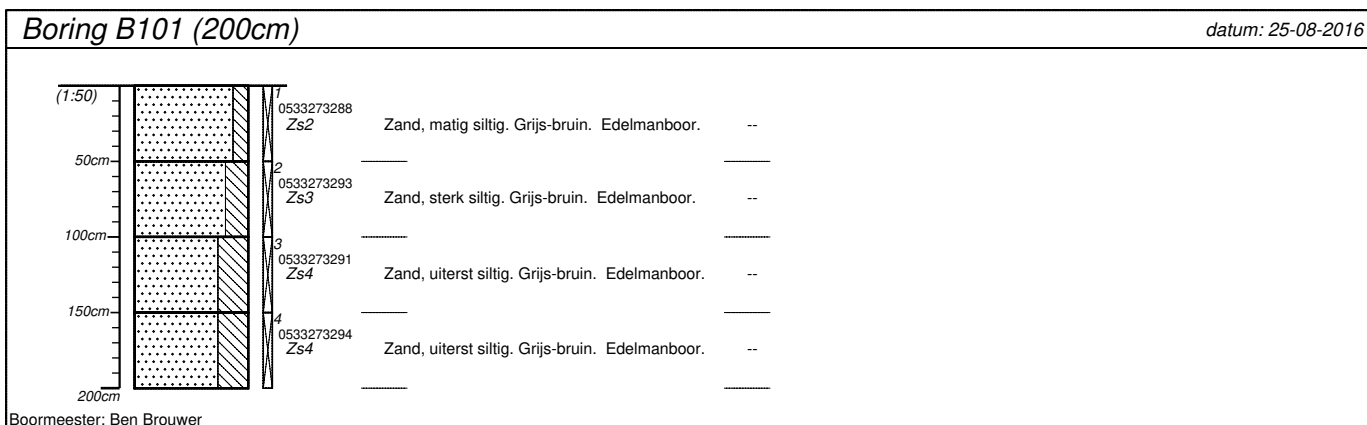 Boring B101 (200cm)
datum: 25-08-2016
(1:50)
1
0533273288
Zs2 Zand, matig siltig. Grijs-bruin. Edelmanboor. --
50cm
2
0533273293
Zs3 Zand, sterk siltig. Grijs-bruin. Edelmanboor. --
100cm
3
0533273291
Zs4 Zand, uiterst siltig. Grijs-bruin. Edelmanboor. --
150cm
4
0533273294
Zs4 Zand, uiterst siltig. Grijs-bruin. Edelmanboor. --
200cm
Boormeester: Ben Brouwer